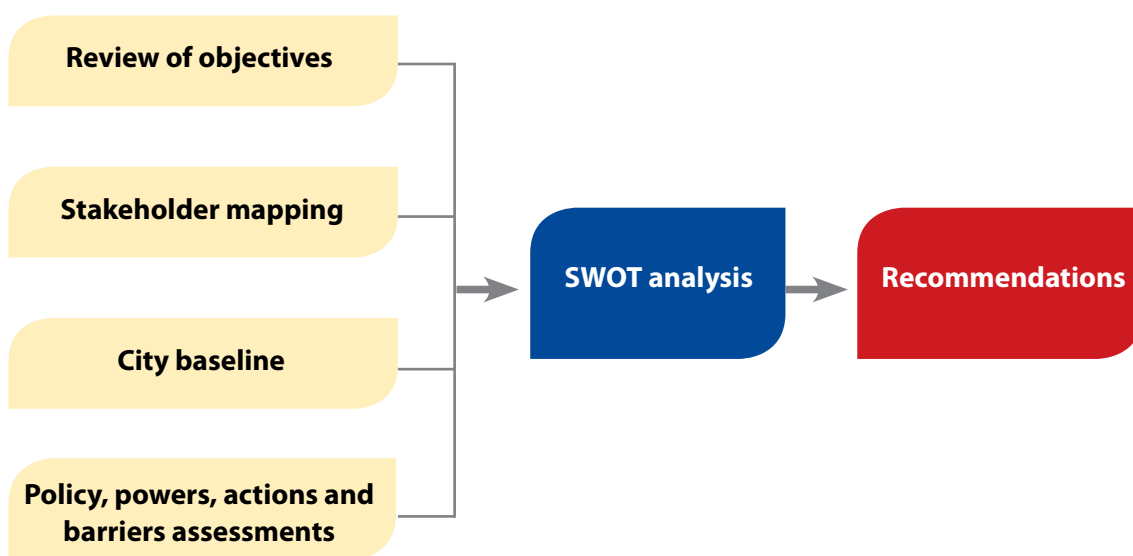 Review of objectives
Stakeholder mapping
City baseline
Policy, powers, actions and
barriers assessments
SWOT analysis
Recommendations